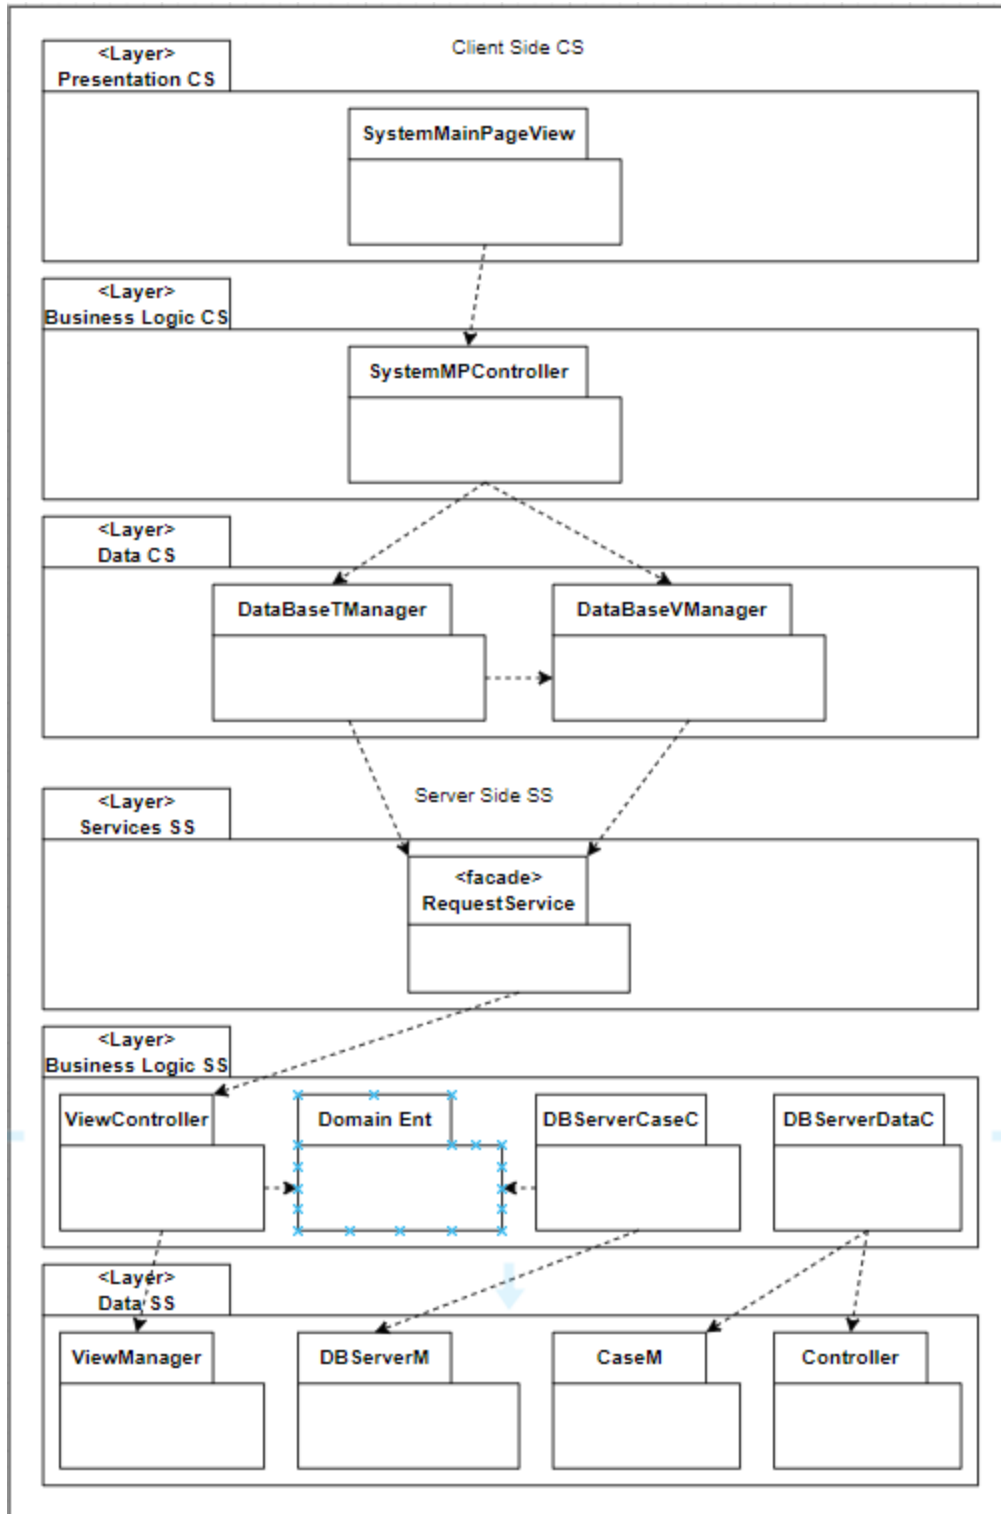 Client Side CS
<Layer>
Presentation CS
SystemMainPageView
<Layer>
Business Logic CS
SystemMPController
<Layer>
Data CS
DataBaseTManager
DataBaseVManager
Server Side SS
<Layer>
Services SS
<facade>
RequestService
<Layer>
Business Logic SS
ViewController
Domain Ent
DBServerCaseC
DBServerDataC
<Layer>
Data SS
ViewManager
DBServerM
CaseM
Controller